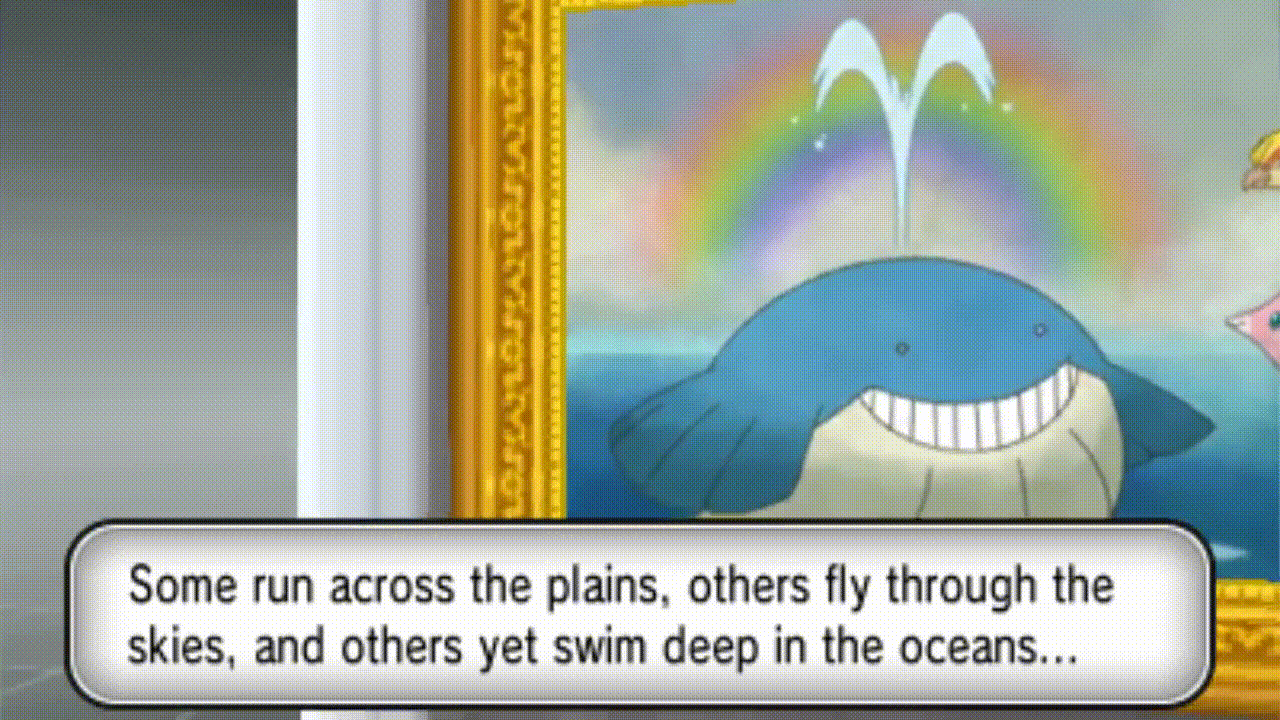 Some run across the plains, others fly through the
skies, and others yet swim deep in the oceans...